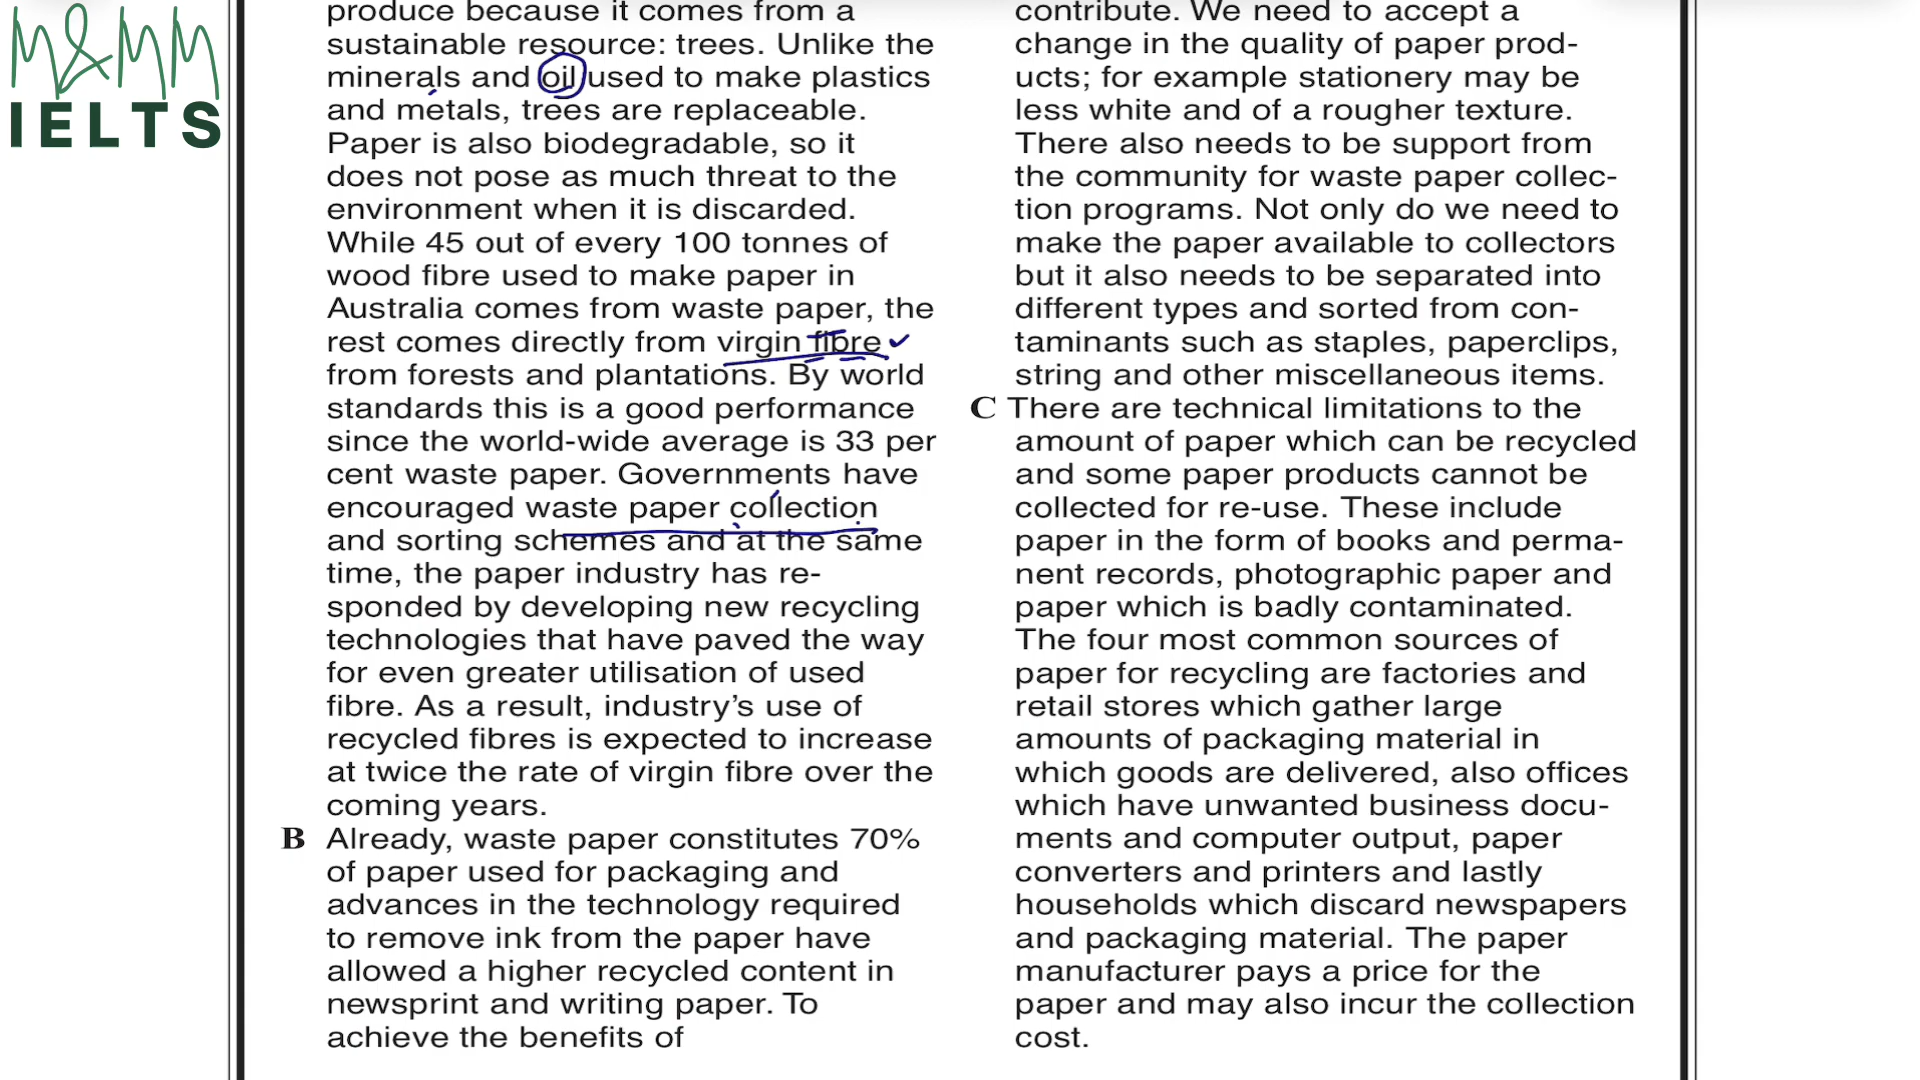 M&MM
IELTS
produce because it comes from a
sustainable resource: trees. Unlike the
minerals and oil used to make plastics
and metals, trees are replaceable.
Paper is also biodegradable, so it
does not pose as much threat to the
environment when it is discarded.
While 45 out of every 100 tonnes of
wood fibre used to make paper in
Australia comes from waste paper, the
rest comes directly from virgin fibre
from forests and plantations. By world
standards this is a good performance
since the world-wide average is 33 per
cent waste paper. Governments have
encouraged waste paper collection
and sorting schemes and at the same
time, the paper industry has re-
sponded by developing new recycling
technologies that have paved the way
for even greater utilisation of used
fibre. As a result, industry’s use of
recycled fibres is expected to increase
at twice the rate of virgin fibre over the
coming years.
B Already, waste paper constitutes 70%
of paper used for packaging and
advances in the technology required
to remove ink from the paper have
allowed a higher recycled content in
newsprint and writing paper. To
achieve the benefits of
contribute. We need to accept a
change in the quality of paper prod-
ucts; for example stationery may be
less white and of a rougher texture.
There also needs to be support from
the community for waste paper collec-
tion programs. Not only do we need to
make the paper available to collectors
but it also needs to be separated into
different types and sorted from con-
taminants such as staples, paperclips,
string and other miscellaneous items.
C There are technical limitations to the
amount of paper which can be recycled
and some paper products cannot be
collected for re-use. These include
paper in the form of books and perma-
nent records, photographic paper and
paper which is badly contaminated.
The four most common sources of
paper for recycling are factories and
retail stores which gather large
amounts of packaging material in
which goods are delivered, also offices
which have unwanted business docu-
ments and computer output, paper
converters and printers and lastly
households which discard newspapers
and packaging material. The paper
manufacturer pays a price for the
paper and may also incur the collection
cost.